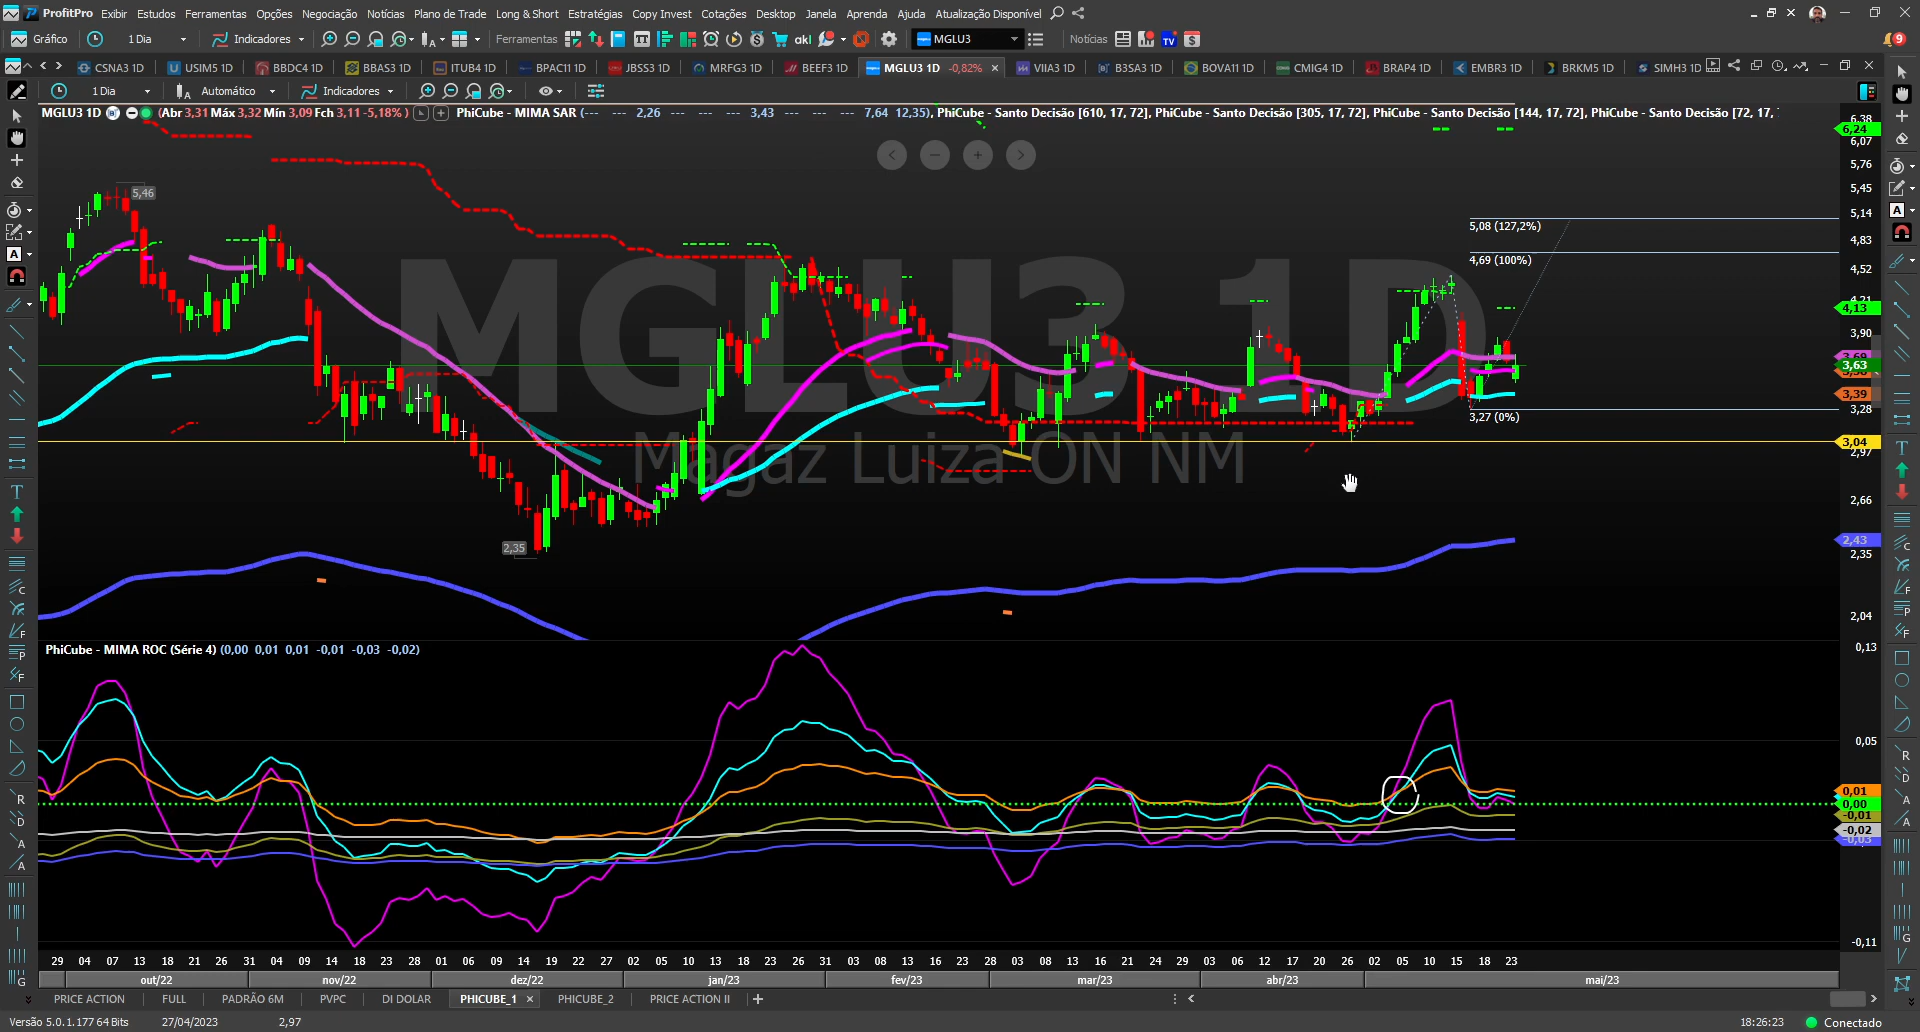 ProfitPro Exibir Estudos Ferramentas Opções Negociação Notícias Plano de Trade Long & Short Estratégias Copy Invest Cotações Desktop Janela Aprenda Ajuda Atualização Disponível
Gráfico 1 Dia Indicadores Ferramentas MGLU3 Notícias 9
CSNA3 1D USIM5 1D BBDC4 1D BBAS3 1D ITUB4 1D BPAC11 1D JBSS3 1D MRFG3 1D BEEF3 1D MGLU3 1D -0,82% VIIA3 1D B3SA3 1D BOVA11 1D CMIG4 1D BRAP4 1D EMBR3 1D BRKM5 1D SIMH3 1D
1 Dia Automático Indicadores
MGLU3 1D (Abr 3,31 Máx 3,32 Mín 3,09 Fch 3,11 -5,18% ) PhiCube - MIMA SAR (--- --- 2,26 --- --- --- 3,43 --- --- --- 7,64 12,35), PhiCube - Santo Decisão [610, 17, 72], PhiCube - Santo Decisão [305, 17, 72], PhiCube - Santo Decisão [144, 17, 72], PhiCube - Santo Decisão [72, 17,
6,38
6,24
6,07
5,76
5,46
5,45
5,14
5,08 (127,2%)
4,83
4,69 (100%)
4,52
4,21
4,13
3,90
3,69
3,63
3,39
3,28
3,27 (0%)
3,04
2,97
2,66
2,43
2,35
2,35
2,04
MGLU3 1D
Magaz Luiza ON NM
PhiCube - MIMA ROC (Série 4) (0,00 0,01 0,01 -0,01 -0,03 -0,02)
0,13
0,05
0,01
0,00
-0,01
-0,02
-0,03
-0,11
29 04 07 13 18 21 26 31 04 09 14 18 23 28 01 06 09 14 19 22 27 02 05 10 13 18 23 26 31 03 08 13 16 23 28 03 08 13 16 21 24 29 03 06 12 17 20 26 02 05 10 15 18 23
out/22 nov/22 dez/22 jan/23 fev/23 mar/23 abr/23 mai/23
PRICE ACTION FULL PADRÃO 6M PVPC DI DOLAR PHICUBE_1 PHICUBE_2 PRICE ACTION II
Versão 5.0.1.177 64 Bits 27/04/2023 2,97 18:26:23 Conectado